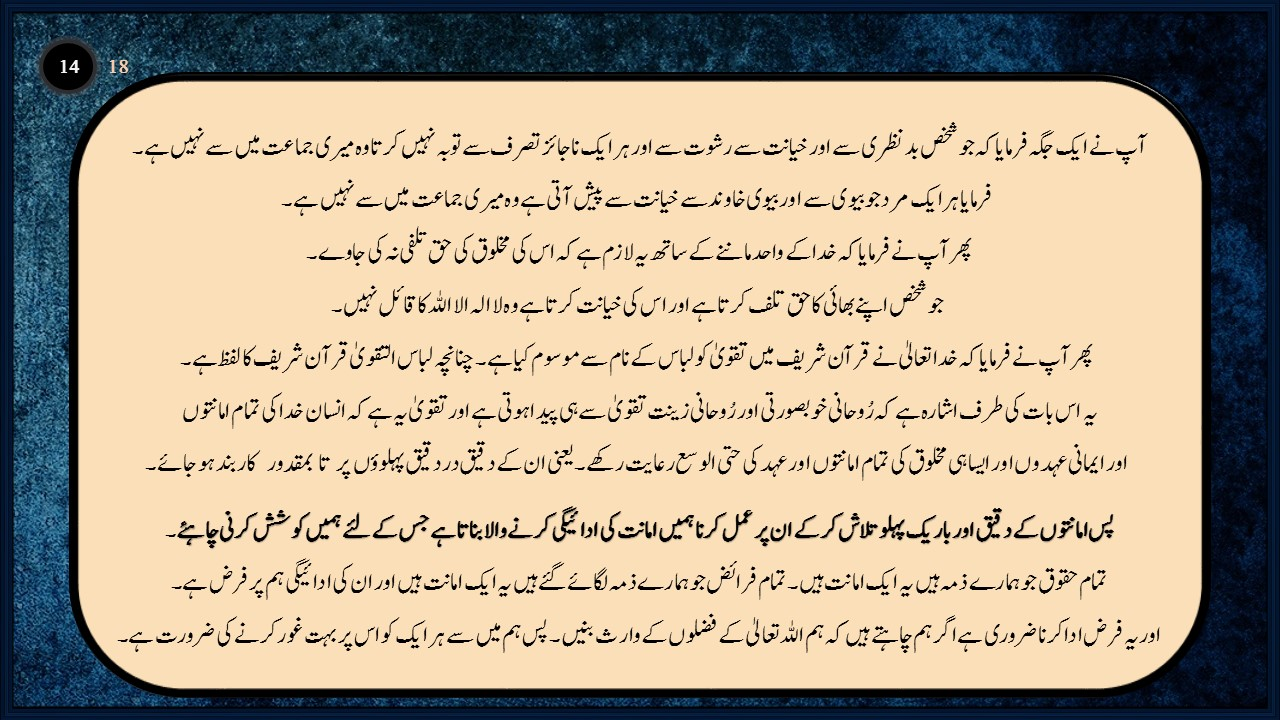 14 18
آپ نے ایک جگہ فرمایا کہ جو شخص بد نظری سے اور خیانت سے رشوت سے اور ہر ایک ناجائز تصرف سے توبہ نہیں کرتا وہ میری جماعت میں سے نہیں ہے۔
فرمایا ہر ایک مرد جو بیوی سے اور بیوی خاوند سے خیانت سے پیش آتی ہے وہ میری جماعت میں سے نہیں ہے۔
پھر آپ نے فرمایا کہ خدا کے واحد ماننے کے ساتھ یہ لازم ہے کہ اس کی مخلوق کی حق تلفی نہ کی جاوے۔
جو شخص اپنے بھائی کا حق تلف کرتا ہے اور اس کی خیانت کرتا ہے وہ لا الہ الا اللہ کا قائل نہیں۔
پھر آپ نے فرمایا کہ خدا تعالیٰ نے قرآن شریف میں تقویٰ کو لباس کے نام سے موسوم کیا ہے۔ چنانچہ لباس التقویٰ قرآن شریف کا لفظ ہے۔
یہ اس بات کی طرف اشارہ ہے کہ رُوحانی خوبصورتی اور رُوحانی زینت تقویٰ سے ہی پیدا ہوتی ہے اور تقویٰ یہ ہے کہ انسان خدا کی تمام امانتوں
اور ایمانی عہدوں اور ایسا ہی مخلوق کی تمام امانتوں اور عہد کی حتی الوسع رعایت رکھے۔ یعنی ان کے دقیق در دقیق پہلوؤں پر تا بمقدور کار بند ہو جائے۔
پس امانتوں کے دقیق اور باریک پہلو تلاش کر کے ان پر عمل کرنا ہمیں امانت کی ادائیگی کرنے والا بناتا ہے جس کے لئے ہمیں کوشش کرنی چاہئے۔
تمام حقوق جو ہمارے ذمہ ہیں یہ ایک امانت ہیں۔ تمام فرائض جو ہمارے ذمہ لگائے گئے ہیں یہ ایک امانت ہیں اور ان کی ادائیگی ہم پر فرض ہے۔
اور یہ فرض ادا کرنا ضروری ہے اگر ہم چاہتے ہیں کہ ہم اللہ تعالیٰ کے فضلوں کے وارث بنیں۔ پس ہم میں سے ہر ایک کو اس پر بہت غور کرنے کی ضرورت ہے۔